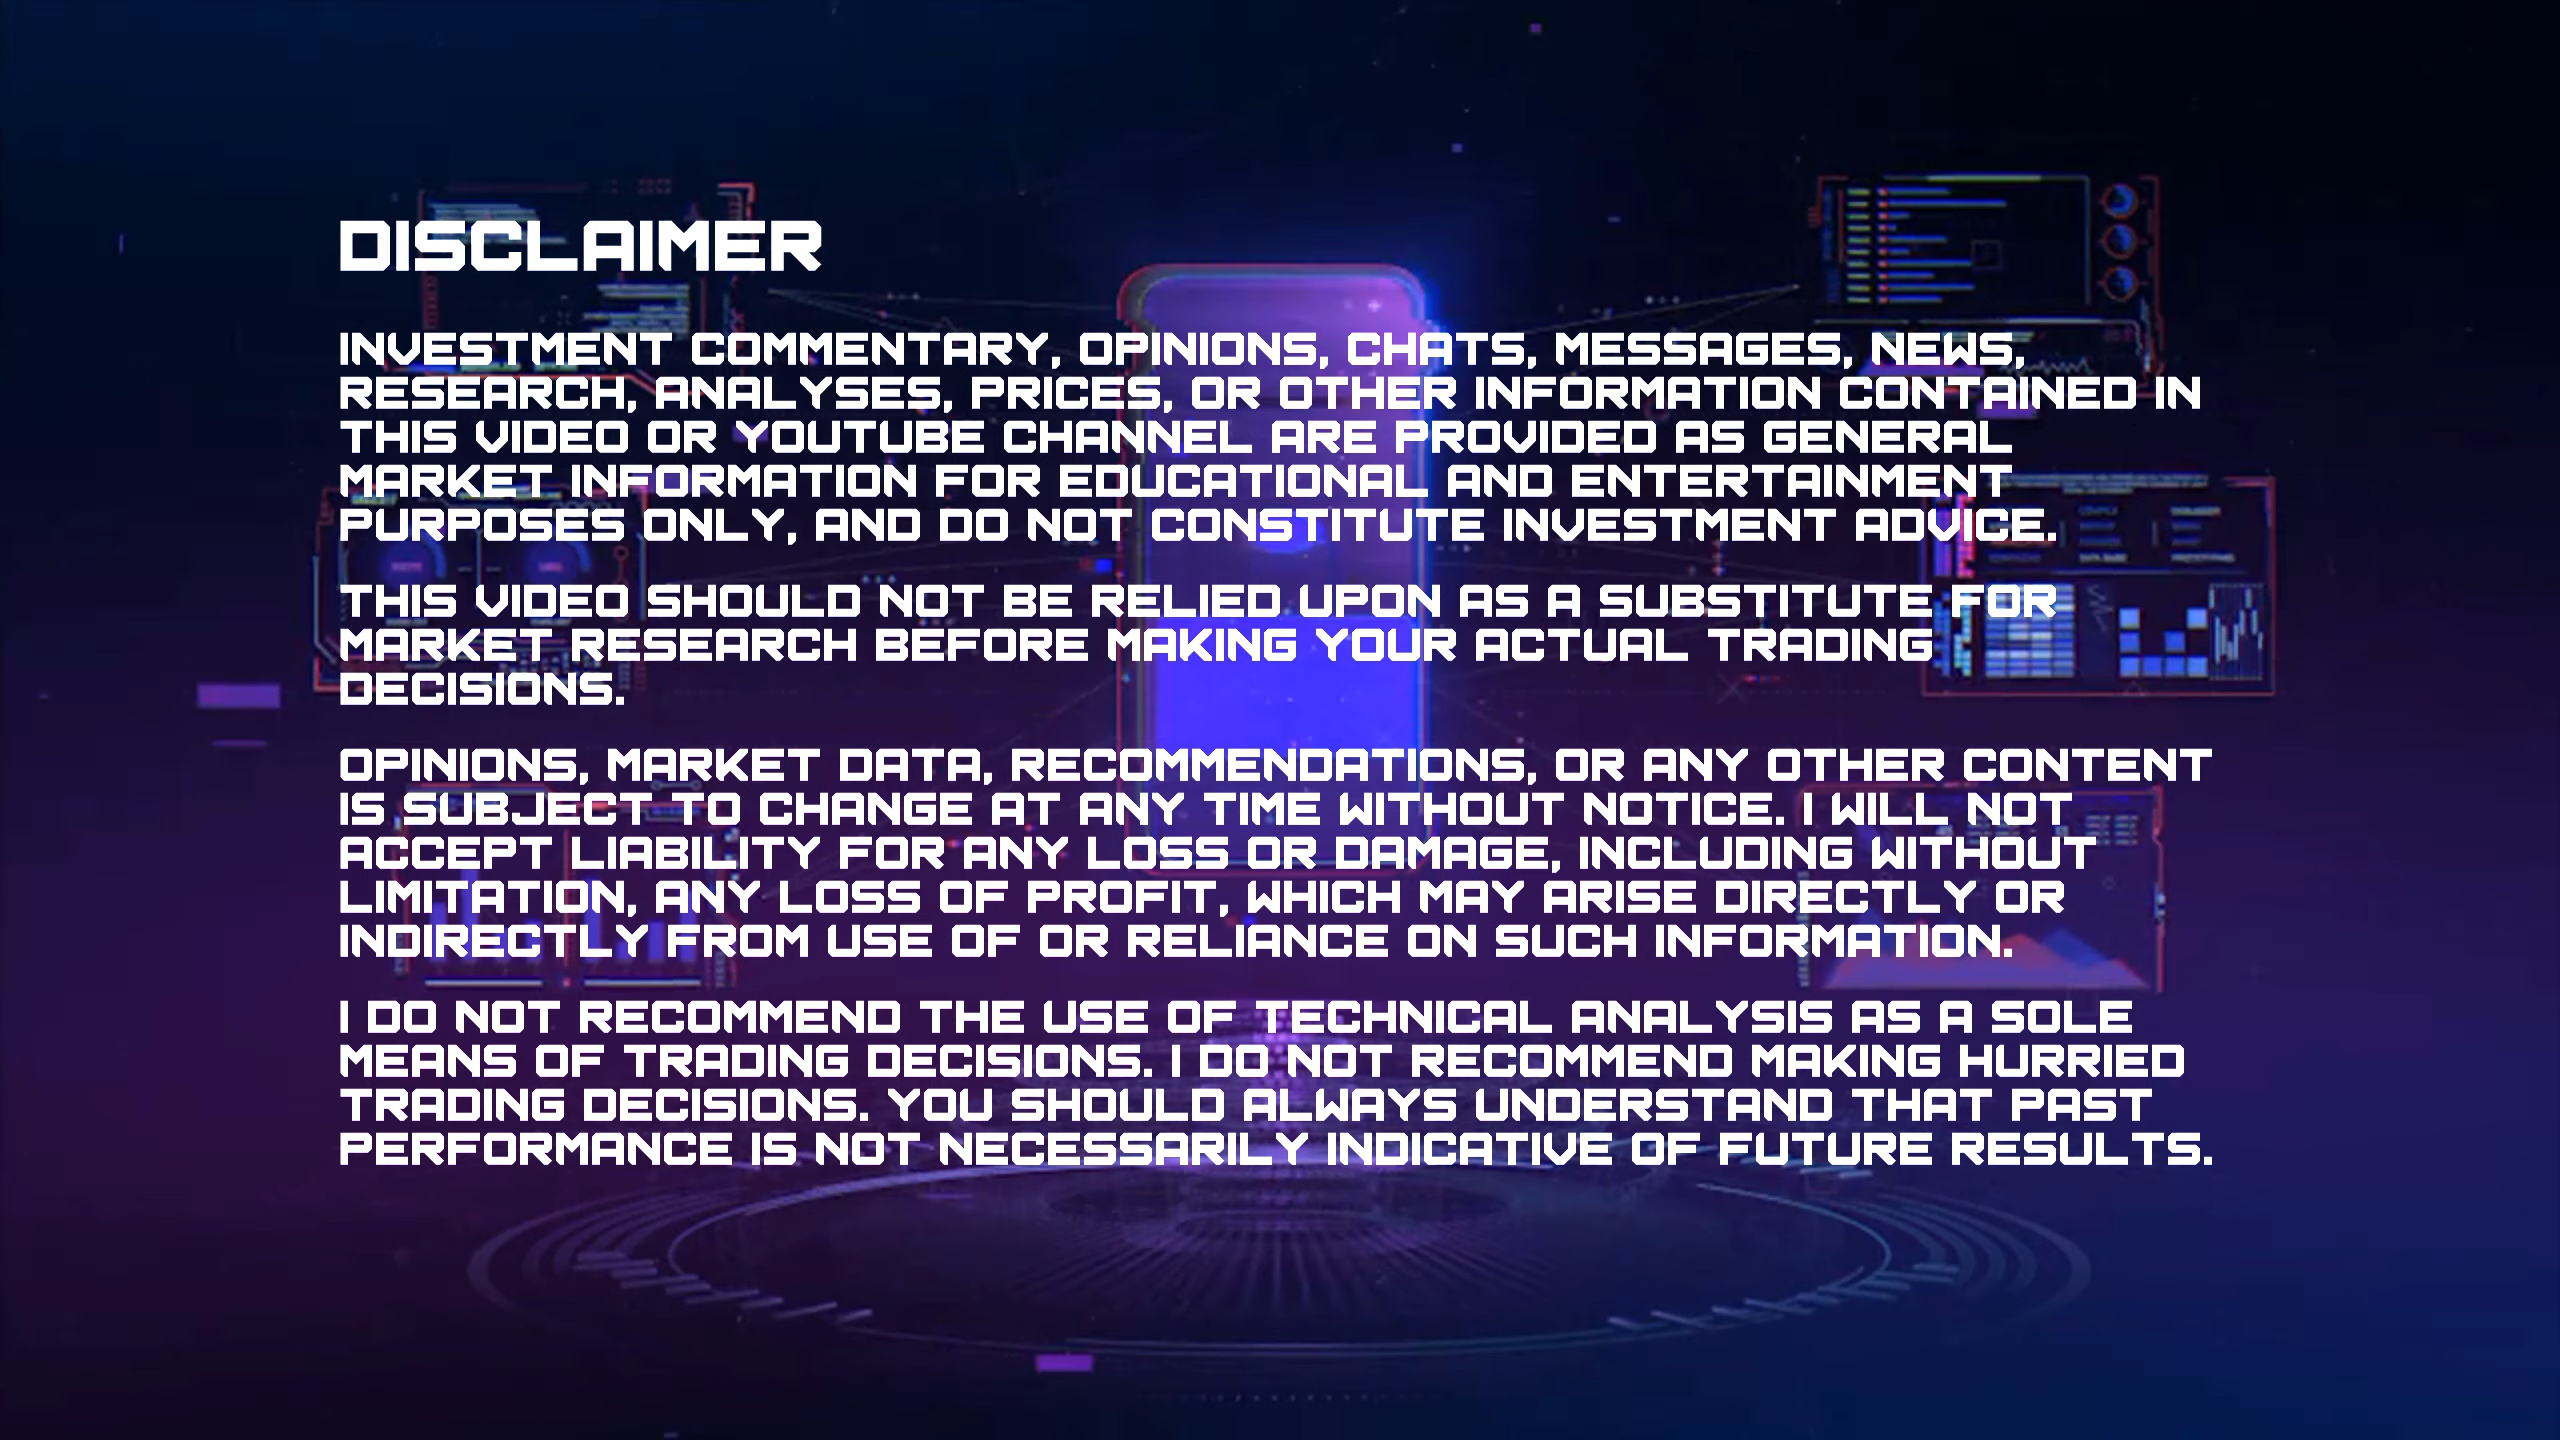 DISCLAIMER
INVESTMENT COMMENTARY, OPINIONS, CHATS, MESSAGES, NEWS,
RESEARCH, ANALYSES, PRICES, OR OTHER INFORMATION CONTAINED IN
THIS VIDEO OR YOUTUBE CHANNEL ARE PROVIDED AS GENERAL
MARKET INFORMATION FOR EDUCATIONAL AND ENTERTAINMENT
PURPOSES ONLY, AND DO NOT CONSTITUTE INVESTMENT ADVICE.
THIS VIDEO SHOULD NOT BE RELIED UPON AS A SUBSTITUTE FOR
MARKET RESEARCH BEFORE MAKING YOUR ACTUAL TRADING
DECISIONS.
OPINIONS, MARKET DATA, RECOMMENDATIONS, OR ANY OTHER CONTENT
IS SUBJECT TO CHANGE AT ANY TIME WITHOUT NOTICE. I WILL NOT
ACCEPT LIABILITY FOR ANY LOSS OR DAMAGE, INCLUDING WITHOUT
LIMITATION, ANY LOSS OF PROFIT, WHICH MAY ARISE DIRECTLY OR
INDIRECTLY FROM USE OF OR RELIANCE ON SUCH INFORMATION.
I DO NOT RECOMMEND THE USE OF TECHNICAL ANALYSIS AS A SOLE
MEANS OF TRADING DECISIONS. I DO NOT RECOMMEND MAKING HURRIED
TRADING DECISIONS. YOU SHOULD ALWAYS UNDERSTAND THAT PAST
PERFORMANCE IS NOT NECESSARILY INDICATIVE OF FUTURE RESULTS.